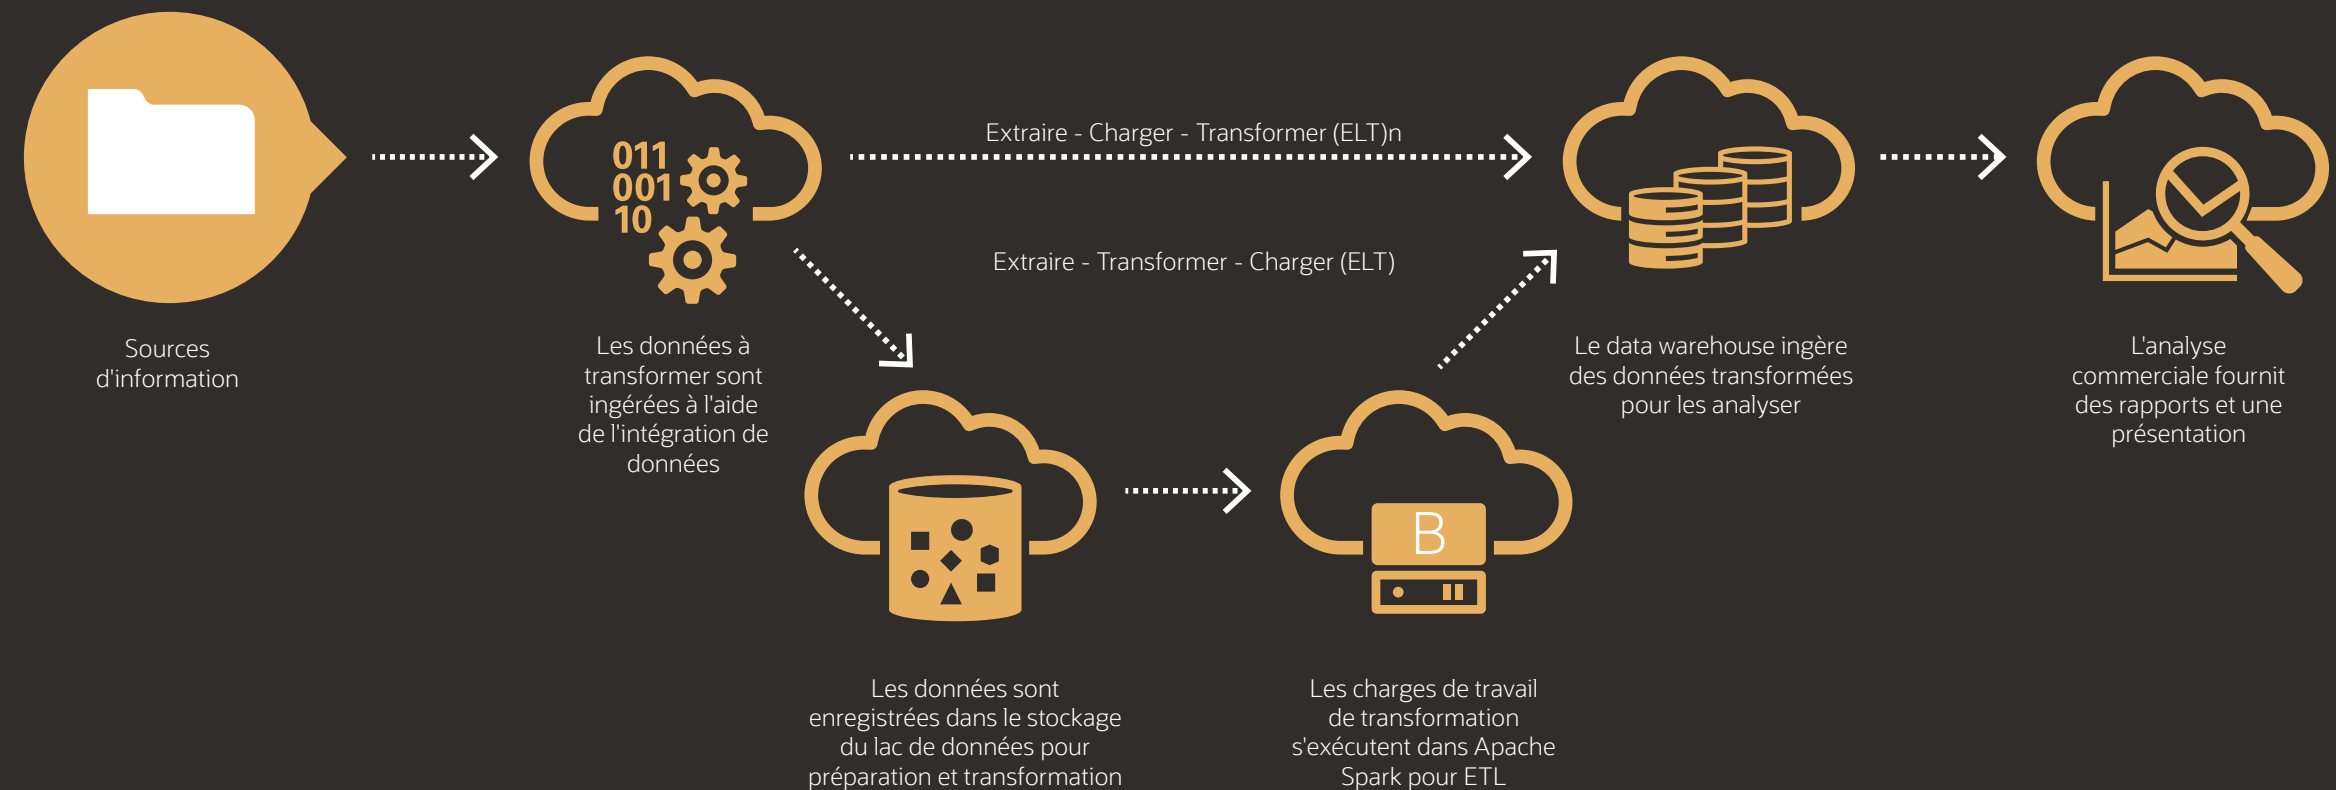 011
001
10
Extraire - Charger - Transformer (ELT)n
Extraire - Transformer - Charger (ELT)
Sources
d'information
Les données à
transformer sont
ingérées à l'aide
de l'intégration de
données
Le data warehouse ingère
des données transformées
pour les analyser
L'analyse
commerciale fournit
des rapports et une
présentation
B
Les données sont
enregistrées dans le stockage
du lac de données pour
préparation et transformation
Les charges de travail
de transformation
s'exécutent dans Apache
Spark pour ETL